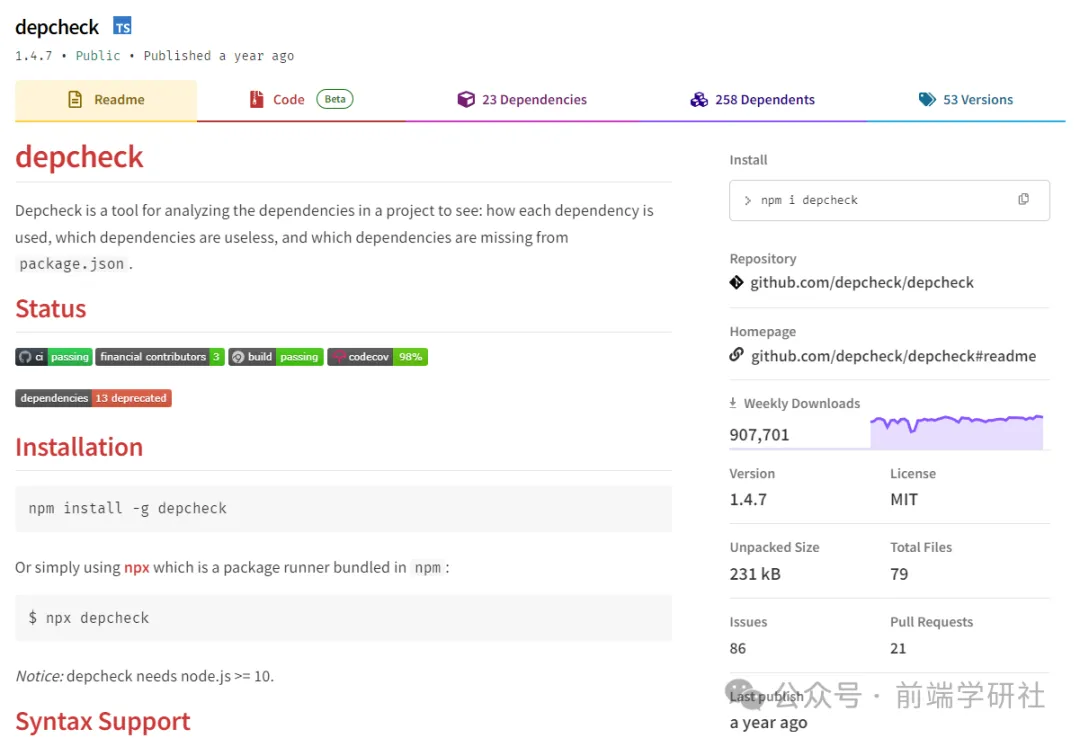 depcheck TS
1.4.7 • Public • Published a year ago
Readme
Code Beta
23 Dependencies
258 Dependents
53 Versions
depcheck
Depcheck is a tool for analyzing the dependencies in a project to see: how each dependency is
used, which dependencies are useless, and which dependencies are missing from
package.json.
Status
ci passing financial contributors 3 build passing codecov 98%
dependencies 13 deprecated
Installation
npm install -g depcheck
Or simply using npx which is a package runner bundled in npm:
$ npx depcheck
Notice: depcheck needs node.js >= 10.
Syntax Support
Install
> npm i depcheck
Repository
github.com/depcheck/depcheck
Homepage
github.com/depcheck/depcheck#readme
Weekly Downloads
907,701
Version License
1.4.7 MIT
Unpacked Size Total Files
231 kB 79
Issues Pull Requests
86 21
Last publish
公众号 · 前端学研社
a year ago